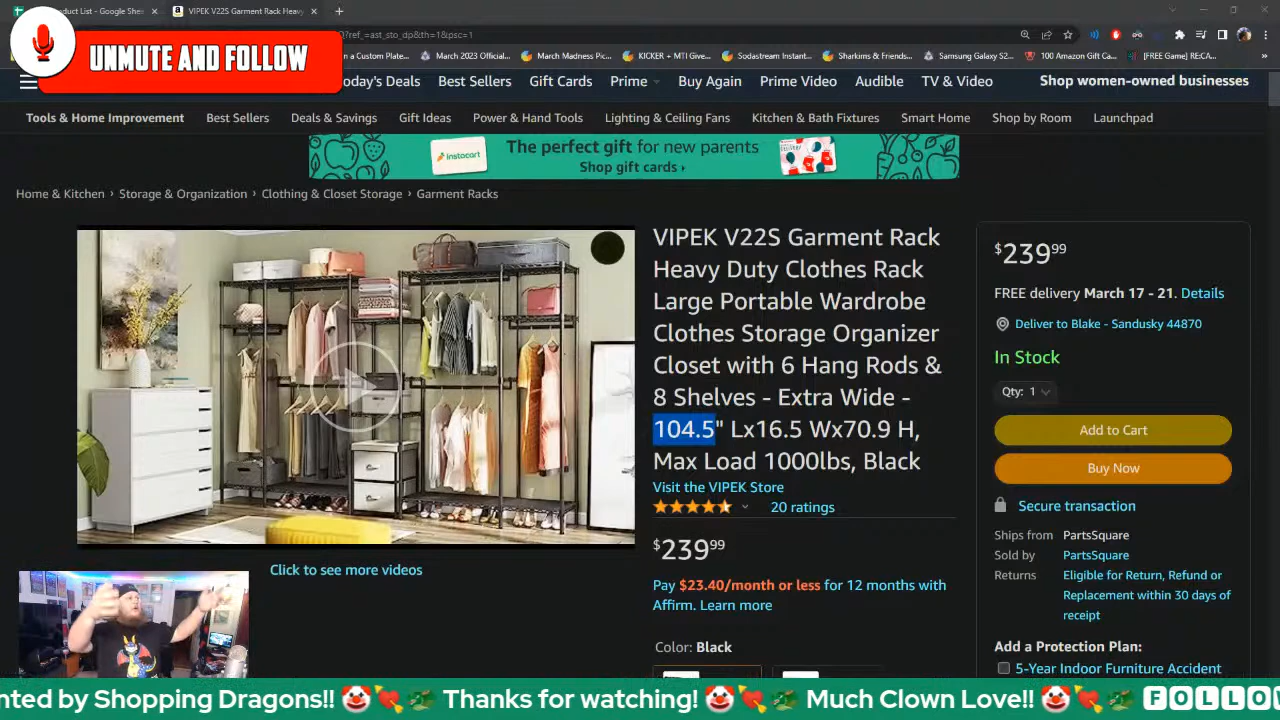 oduct List - Google She
VIPEK V22S Garment Rack Heavy
UNMUTE AND FOLLOW
?ref_=ast_sto_dp&th=1&psc=1
n a Custom Plate...
March 2023 Official...
March Madness Pic...
KICKER + MTI Give...
Sodastream Instant...
Sharkims & Friends...
Samsung Galaxy S2...
100 Amazon Gift Ca...
[FREE Game] RE:CA...
oday's Deals
Best Sellers
Gift Cards
Prime
Buy Again
Prime Video
Audible
TV & Video
Shop women-owned businesses
Tools & Home Improvement
Best Sellers
Deals & Savings
Gift Ideas
Power & Hand Tools
Lighting & Ceiling Fans
Kitchen & Bath Fixtures
Smart Home
Shop by Room
Launchpad
instacart
The perfect gift for new parents
Shop gift cards ›
Home & Kitchen › Storage & Organization › Clothing & Closet Storage › Garment Racks
VIPEK V22S Garment Rack
Heavy Duty Clothes Rack
Large Portable Wardrobe
Clothes Storage Organizer
Closet with 6 Hang Rods &
8 Shelves - Extra Wide -
104.5" Lx16.5 Wx70.9 H,
Max Load 1000lbs, Black
Visit the VIPEK Store
20 ratings
$239.99
Pay $23.40/month or less for 12 months with
Affirm. Learn more
Color: Black
Click to see more videos
$239.99
FREE delivery March 17 - 21. Details
Deliver to Blake - Sandusky 44870
In Stock
Qty: 1
Add to Cart
Buy Now
Secure transaction
Ships from PartsSquare
Sold by PartsSquare
Returns Eligible for Return, Refund or
Replacement within 30 days of
receipt
Add a Protection Plan:
5-Year Indoor Furniture Accident
nted by Shopping Dragons!! 🤡💘🐲 Thanks for watching! 🤡💘🐲 Much Clown Love!! 🤡💘🐲 FOLLO